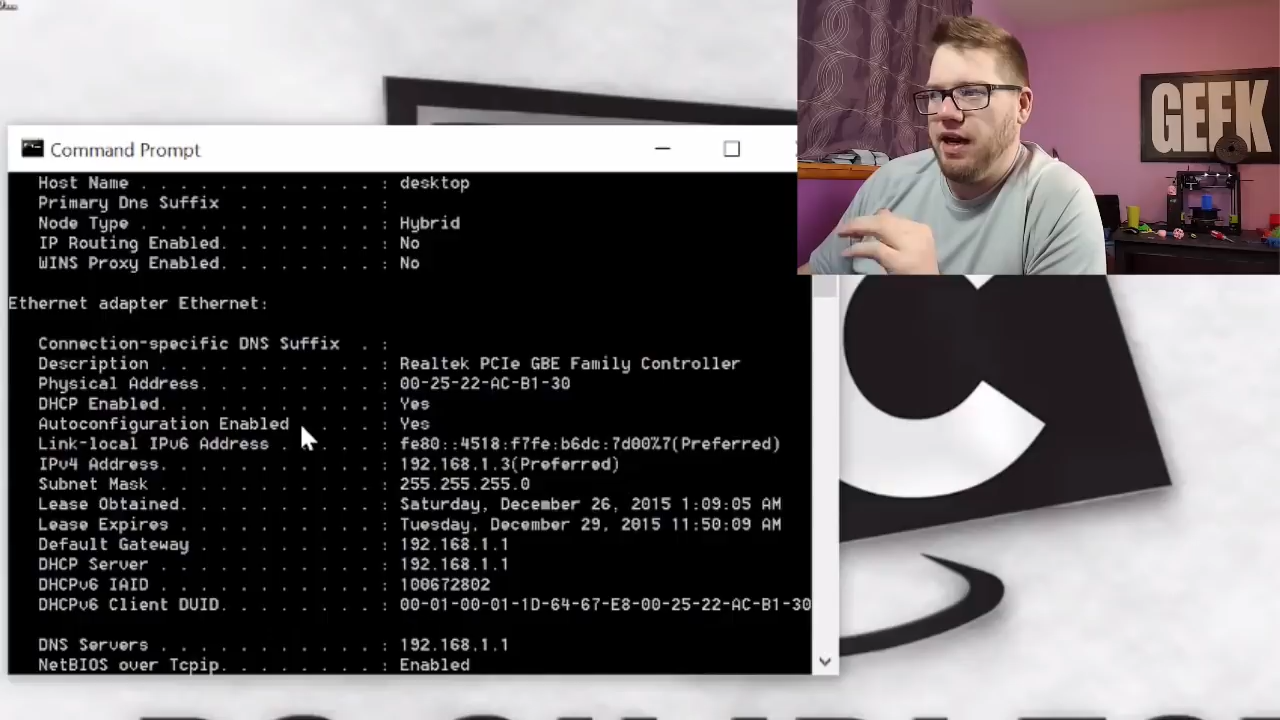 GEEK
Command Prompt
Host Name . . . . . . . . . . . . : desktop
Primary Dns Suffix . . . . . . . :
Node Type . . . . . . . . . . . . : Hybrid
IP Routing Enabled. . . . . . . . : No
WINS Proxy Enabled. . . . . . . . : No
Ethernet adapter Ethernet:
Connection-specific DNS Suffix . :
Description . . . . . . . . . . . : Realtek PCIe GBE Family Controller
Physical Address. . . . . . . . . : 00-25-22-AC-B1-30
DHCP Enabled. . . . . . . . . . . : Yes
Autoconfiguration Enabled . . . . : Yes
Link-local IPv6 Address . . . . . : fe80::4518:f7fe:b6dc:7d00%7(Preferred)
IPv4 Address. . . . . . . . . . . : 192.168.1.3(Preferred)
Subnet Mask . . . . . . . . . . . : 255.255.255.0
Lease Obtained. . . . . . . . . . : Saturday, December 26, 2015 1:09:05 AM
Lease Expires . . . . . . . . . . : Tuesday, December 29, 2015 11:50:09 AM
Default Gateway . . . . . . . . . : 192.168.1.1
DHCP Server . . . . . . . . . . . : 192.168.1.1
DHCPv6 IAID . . . . . . . . . . . : 100672802
DHCPv6 Client DUID. . . . . . . . : 00-01-00-01-1D-64-67-E8-00-25-22-AC-B1-30
DNS Servers . . . . . . . . . . . : 192.168.1.1
NetBIOS over Tcpip. . . . . . . . : Enabled